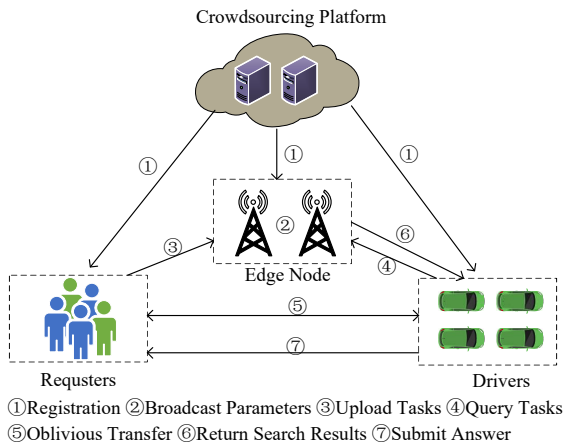 Crowdsourcing Platform
①
①
①
②
③
⑥
④
Edge Node
⑤
⑦
Requsters
Drivers
①Registration ②Broadcast Parameters ③Upload Tasks ④Query Tasks
⑤Oblivious Transfer ⑥Return Search Results ⑦Submit Answer